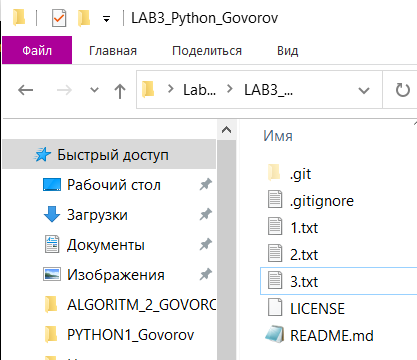 LAB3_Python_Govorov
Файл Главная Поделиться Вид
Lab... LAB3_...
Имя
Быстрый доступ
.git
Рабочий стол
.gitignore
Загрузки
1.txt
Документы
2.txt
Изображения
3.txt
ALGORITM_2_GOVORO
LICENSE
PYTHON1_Govorov
README.md